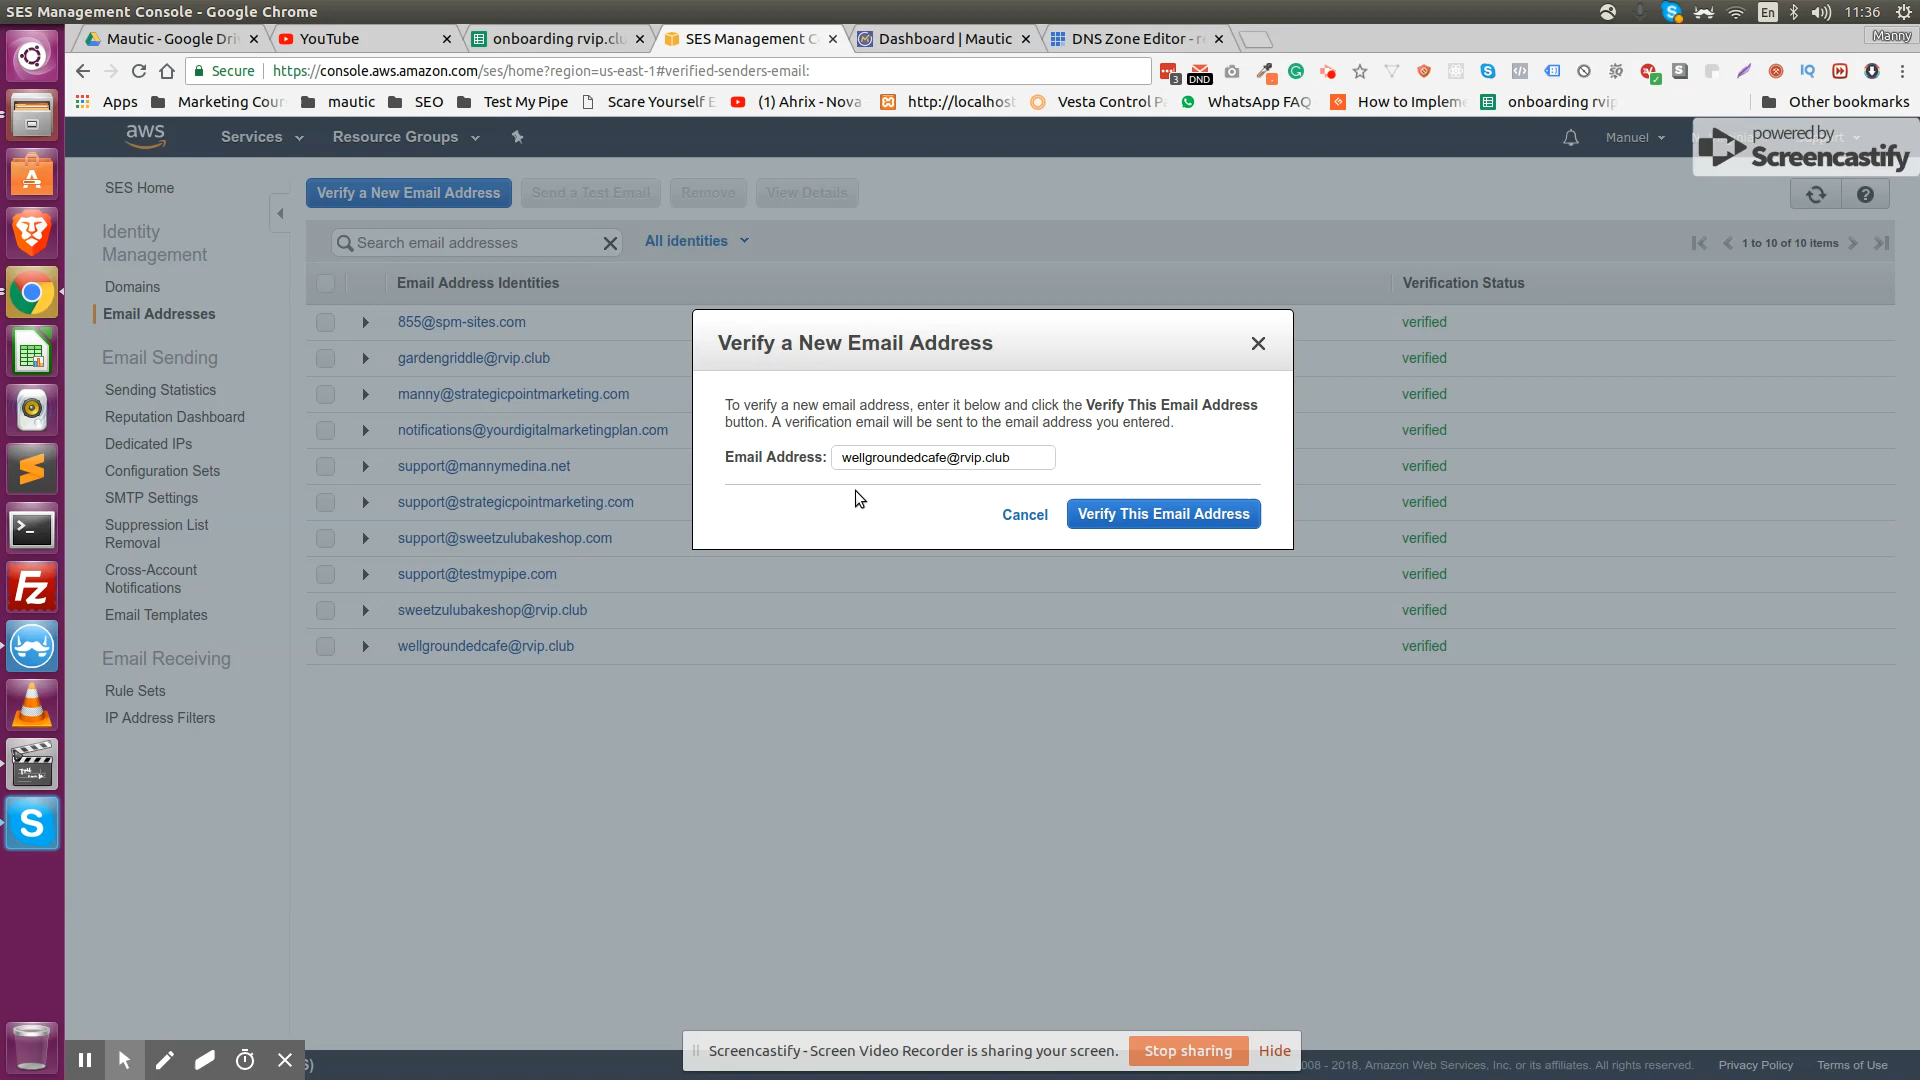 SES Management Console - Google Chrome
En
11:36
Mautic - Google Dri
YouTube
onboarding rvip.clu
SES Management C
Dashboard | Mautic
DNS Zone Editor - r
Manny
Secure
https://console.aws.amazon.com/ses/home?region=us-east-1#verified-senders-email:
3
DND
IQ
Apps
Marketing Cour
mautic
SEO
Test My Pipe
Scare Yourself E
(1) Ahrix - Nova
http://localhost
Vesta Control Pa
WhatsApp FAQ
How to Impleme
onboarding rvip
Other bookmarks
aws
Services
Resource Groups
Manuel
powered by
Screencastify
SES Home
Identity
Management
Domains
Email Addresses
Email Sending
Sending Statistics
Reputation Dashboard
Dedicated IPs
Configuration Sets
SMTP Settings
Suppression List
Removal
Cross-Account
Notifications
Email Templates
Email Receiving
Rule Sets
IP Address Filters
Verify a New Email Address
Send a Test Email
Remove
View Details
Search email addresses
All identities
1 to 10 of 10 items
Email Address Identities
Verification Status
855@spm-sites.com
verified
gardengriddle@rvip.club
verified
manny@strategicpointmarketing.com
verified
notifications@yourdigitalmarketingplan.com
verified
support@mannymedina.net
verified
support@strategicpointmarketing.com
verified
support@sweetzulubakeshop.com
verified
support@testmypipe.com
verified
sweetzulubakeshop@rvip.club
verified
wellgroundedcafe@rvip.club
verified
Verify a New Email Address
To verify a new email address, enter it below and click the Verify This Email Address
button. A verification email will be sent to the email address you entered.
Email Address:
wellgroundedcafe@rvip.club
Cancel
Verify This Email Address
Screencastify - Screen Video Recorder is sharing your screen.
Stop sharing
Hide
008 - 2018, Amazon Web Services, Inc. or its affiliates. All rights reserved.
Privacy Policy
Terms of Use